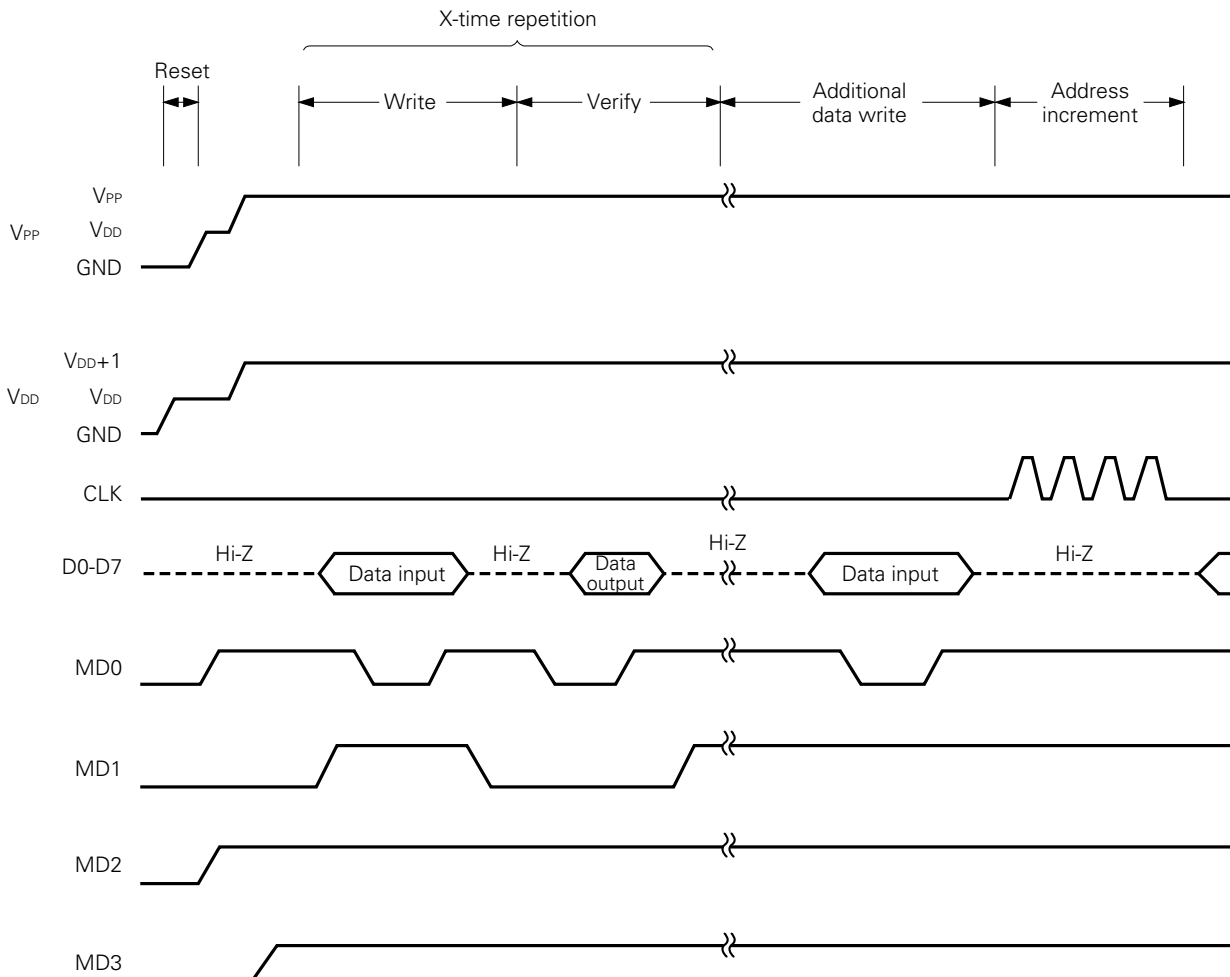 X-time repetition
Reset
Write
Verify
Additional
data write
Address
increment
VPP
VPP
VDD
GND
VDD+1
VDD
VDD
GND
CLK
D0-D7
Hi-Z
Data input
Hi-Z
Data
output
Hi-Z
Data input
Hi-Z
MD0
MD1
MD2
MD3